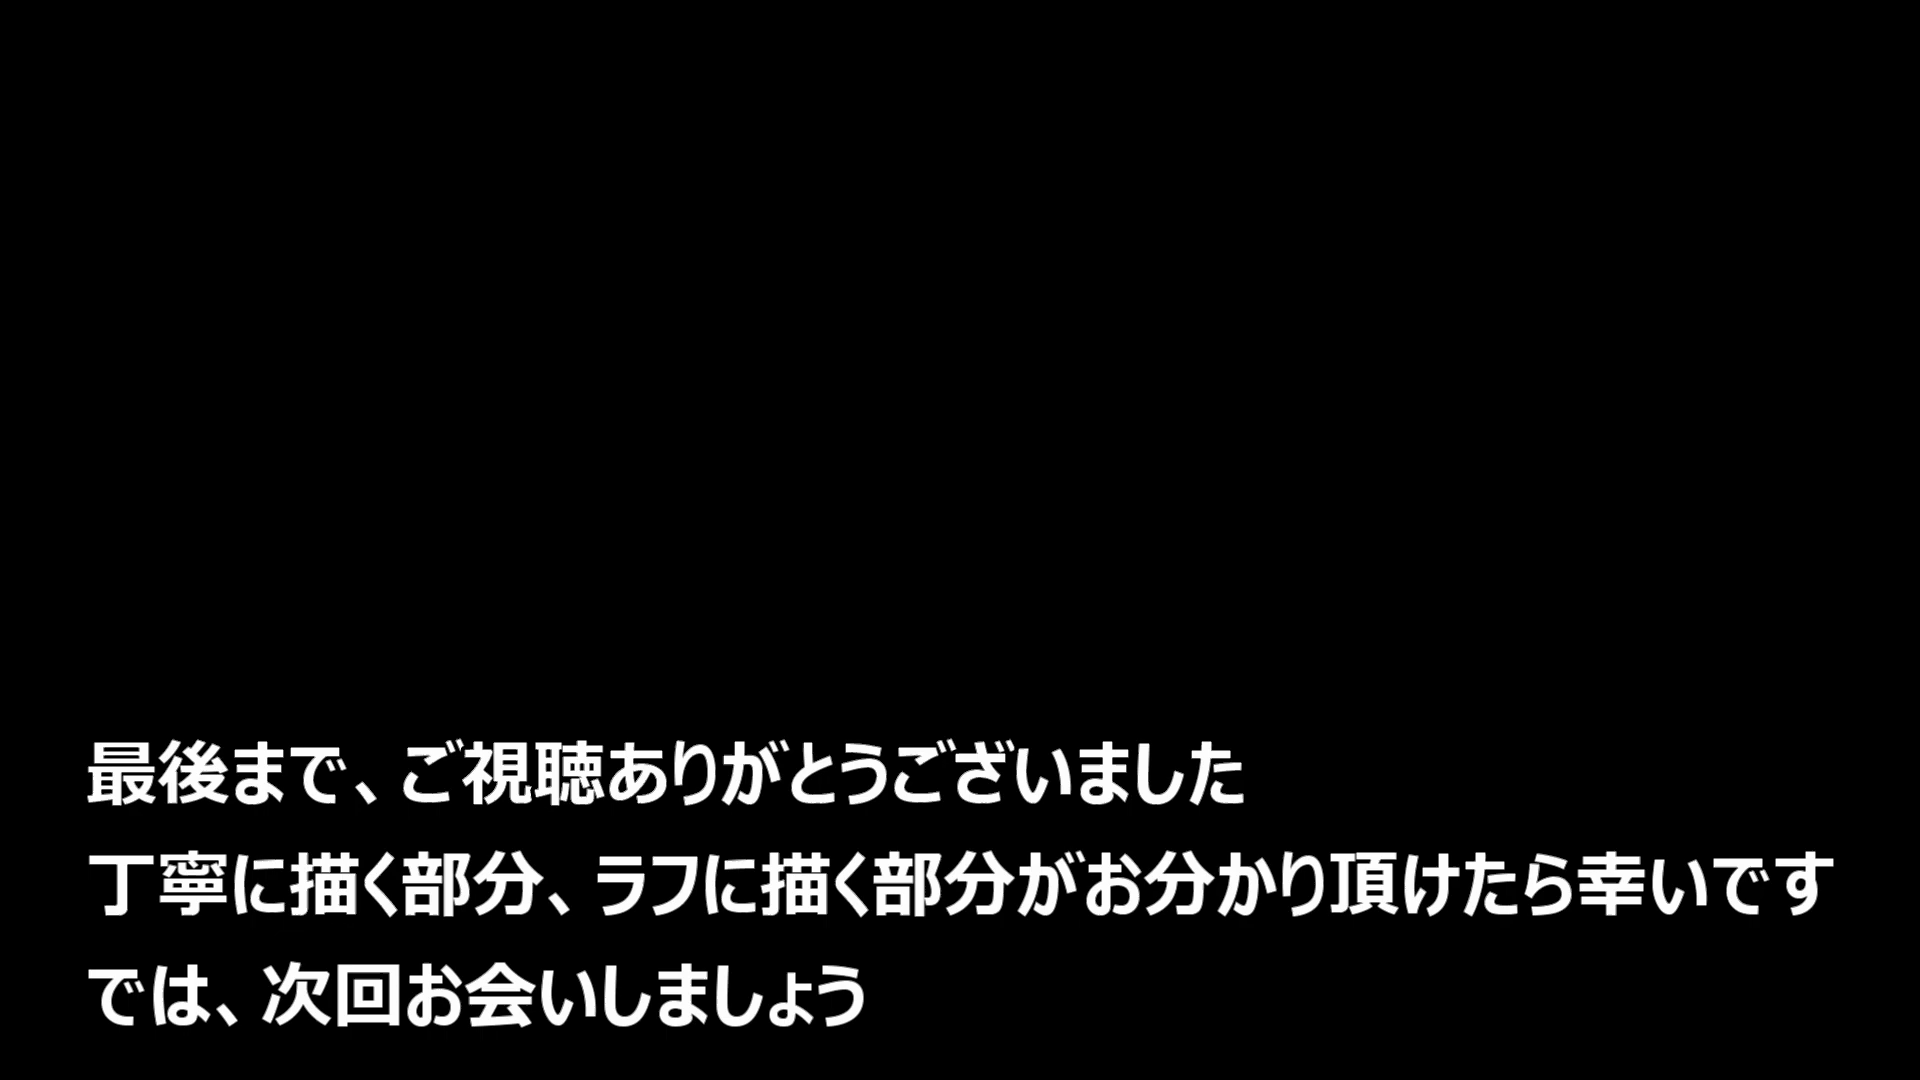 最後まで、ご視聴ありがとうございました
丁寧に描く部分、ラフに描く部分がお分かり頂けたら幸いです
では、次回お会いしましょう